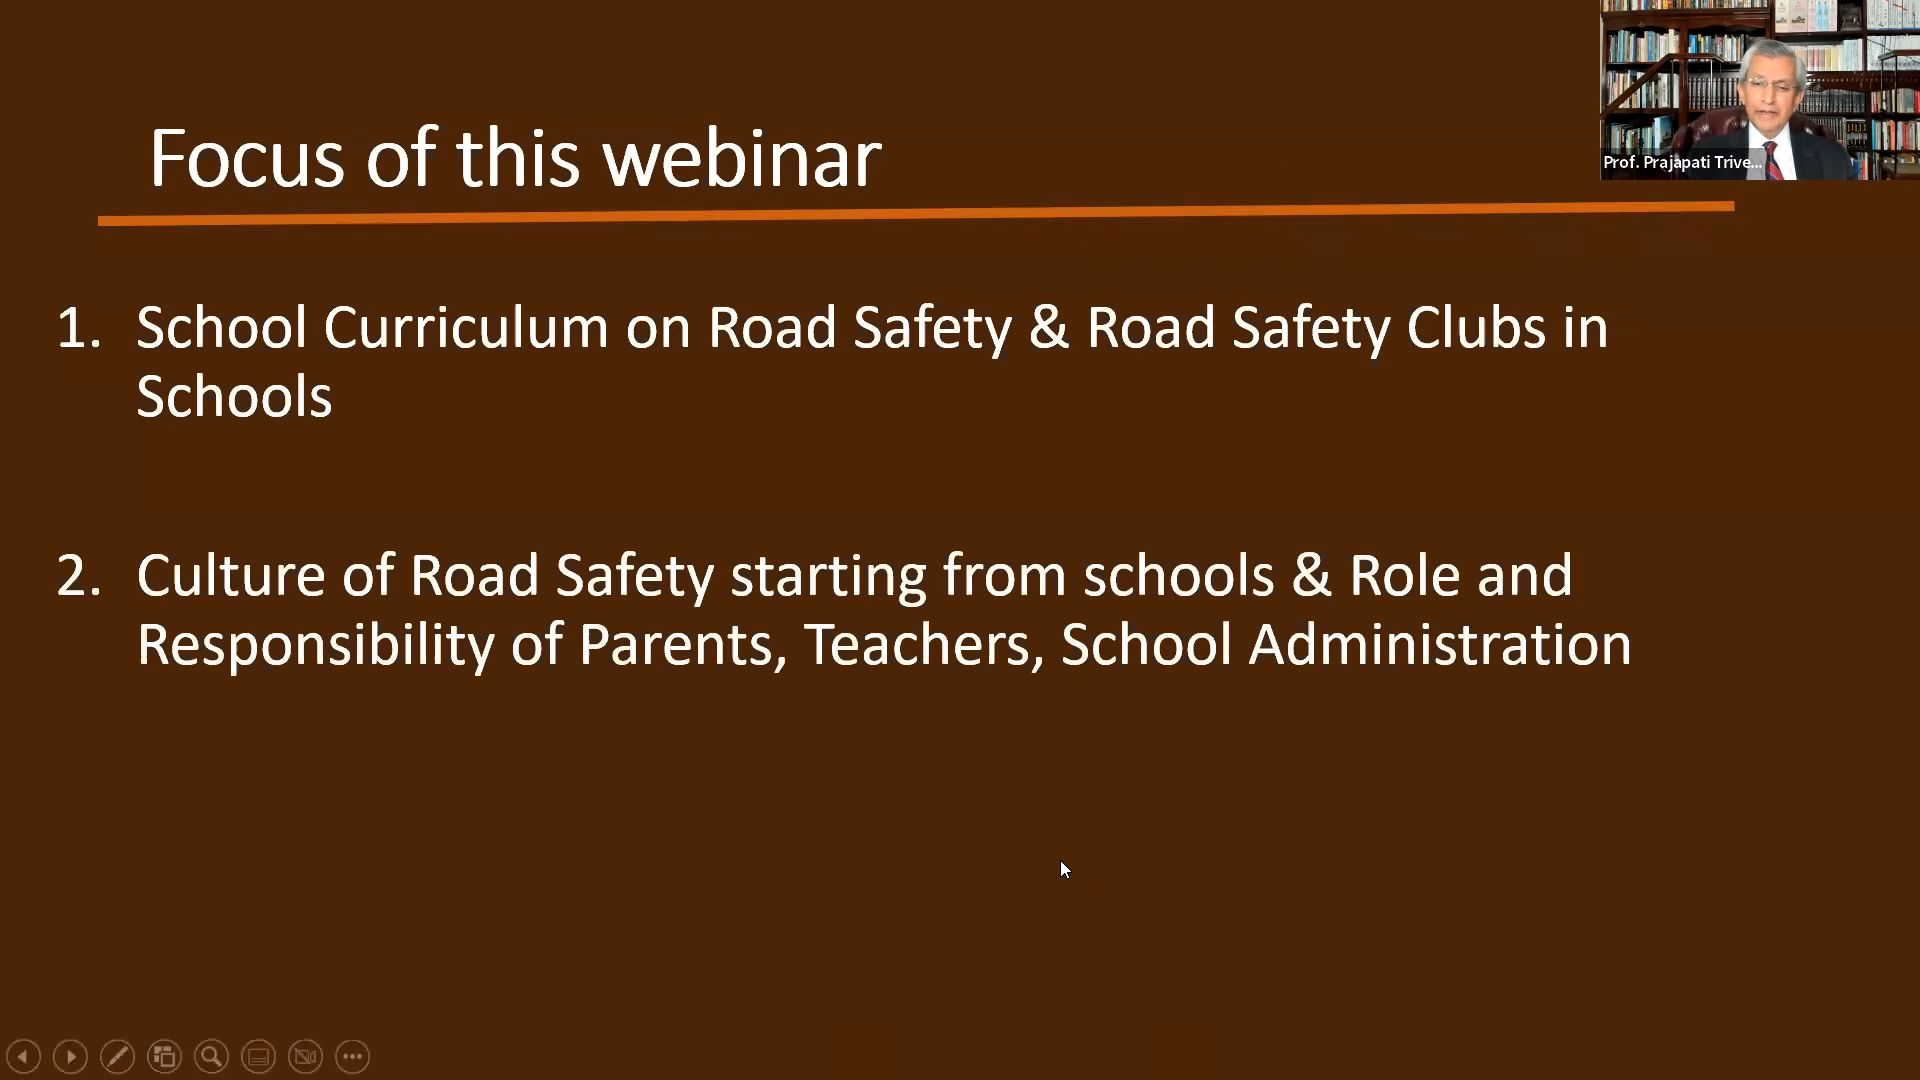 Focus of this webinar
Prof. Prajapati Trive...
1. School Curriculum on Road Safety & Road Safety Clubs in
Schools
2. Culture of Road Safety starting from schools & Role and
Responsibility of Parents, Teachers, School Administration